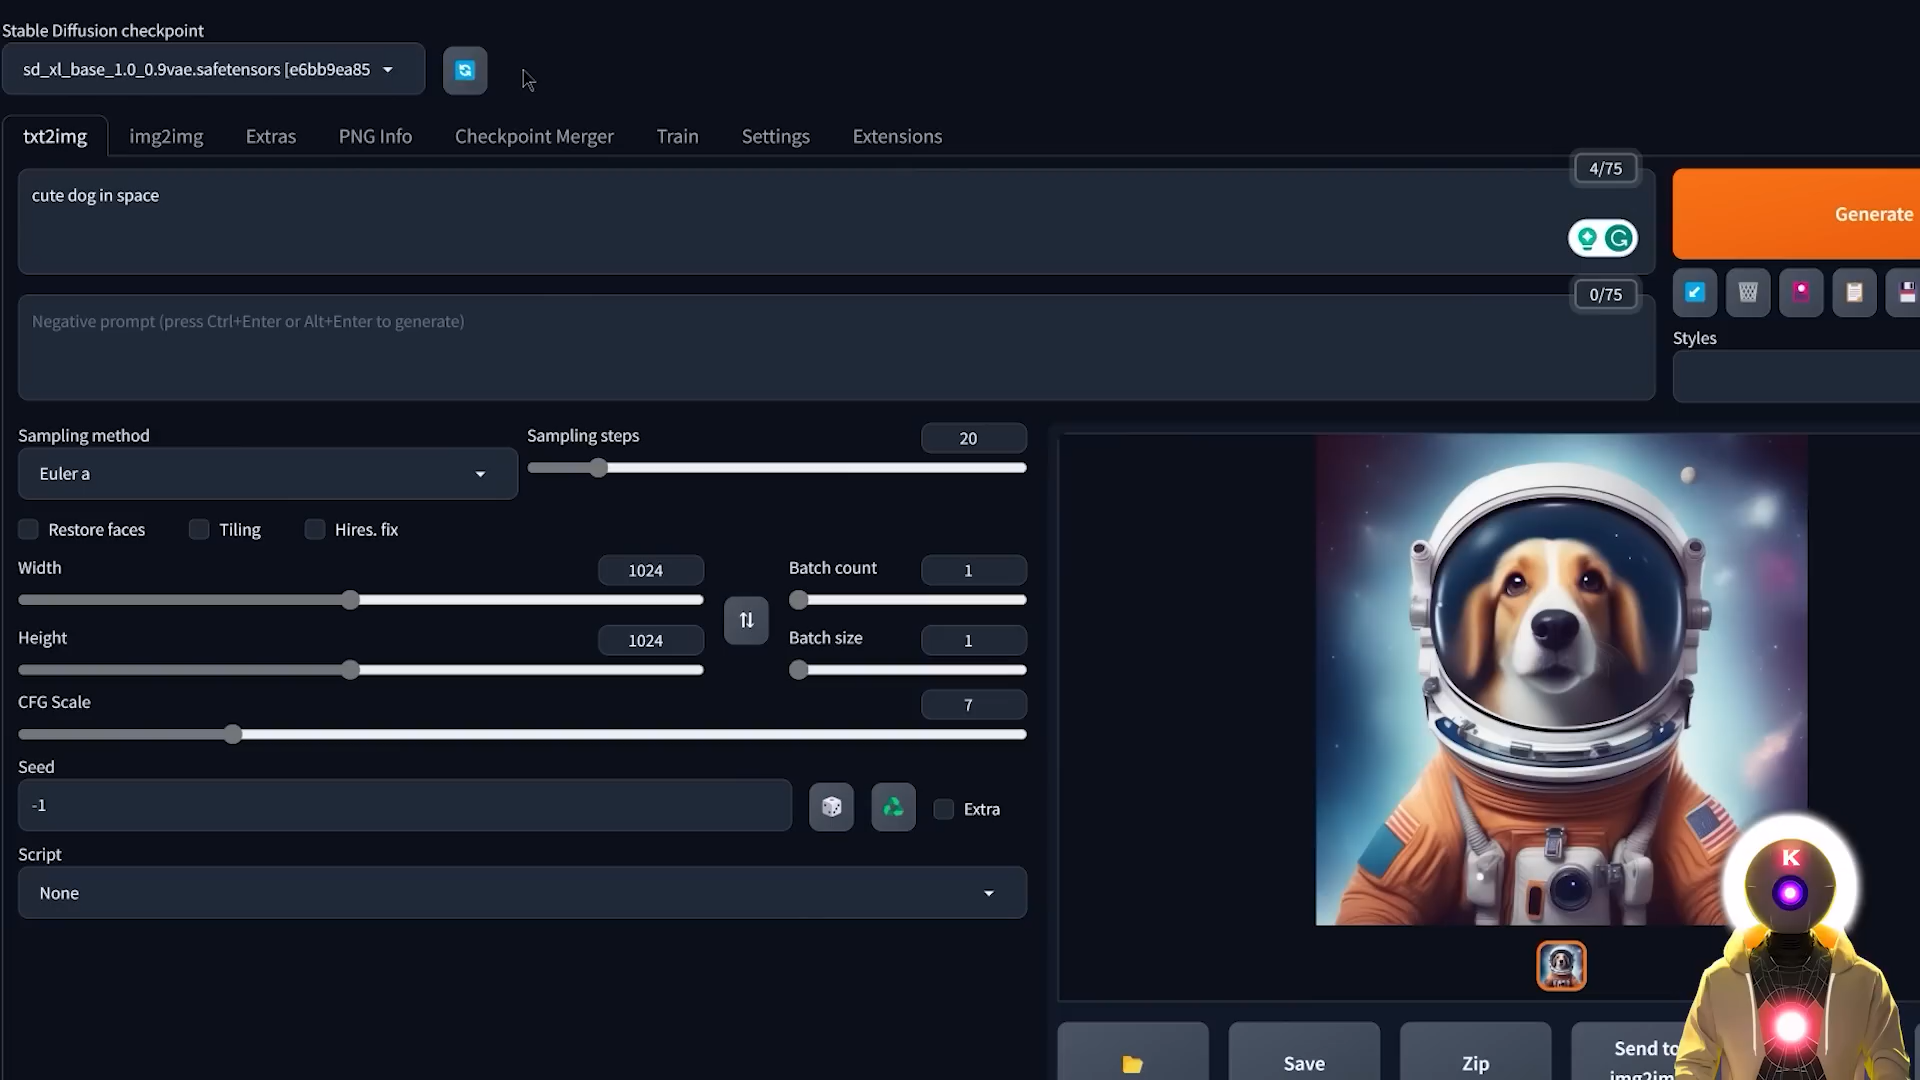 Stable Diffusion checkpoint
sd_xl_base_1.0_0.9vae.safetensors [e6bb9ea85
txt2img img2img Extras PNG Info Checkpoint Merger Train Settings Extensions
4/75
cute dog in space
Generate
0/75
Negative prompt (press Ctrl+Enter or Alt+Enter to generate)
Styles
Sampling method
Euler a
Sampling steps 20
Restore faces Tiling Hires. fix
Width 1024
Batch count 1
Height 1024
Batch size 1
CFG Scale 7
Seed
-1
Extra
Script
None
K
Save
Zip
Send to